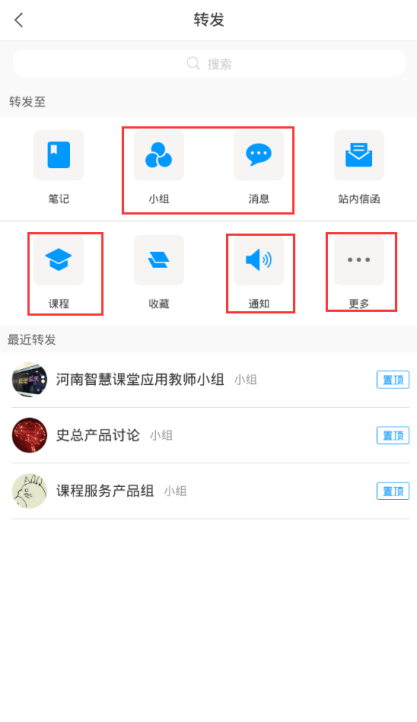 转发
搜索
转发至
笔记 小组 消息 站内信函
课程 收藏 通知 更多
最近转发
河南智慧课堂应用教师小组 小组 置顶
史总产品讨论 小组 置顶
课程服务产品组 小组 置顶